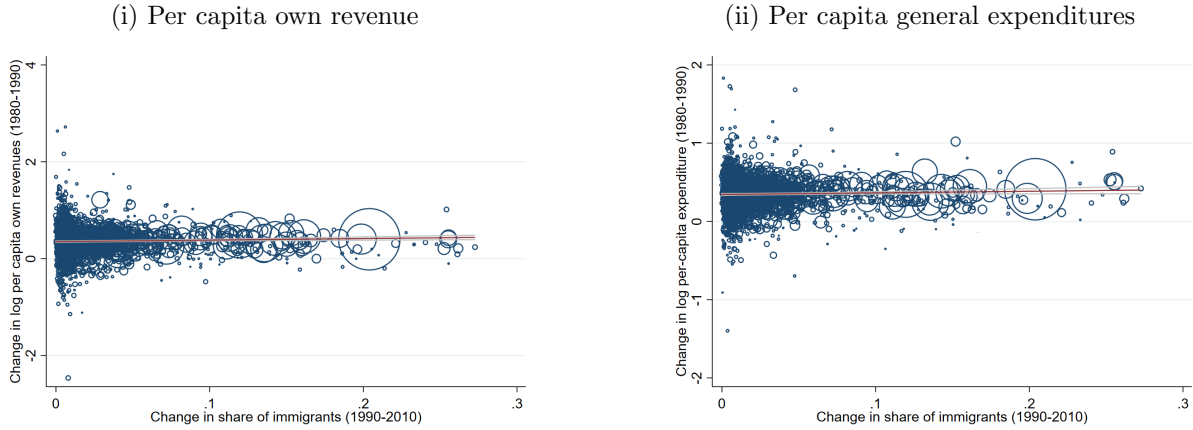 (i) Per capita own revenue
Change in log per capita own revenues (1980-1990)
4
2
0
-2
0
.1
.2
.3
Change in share of immigrants (1990-2010)
(ii) Per capita general expenditures
Change in log per-capita expenditure (1980-1990)
2
1
0
-1
-2
0
.1
.2
.3
Change in share of immigrants (1990-2010)